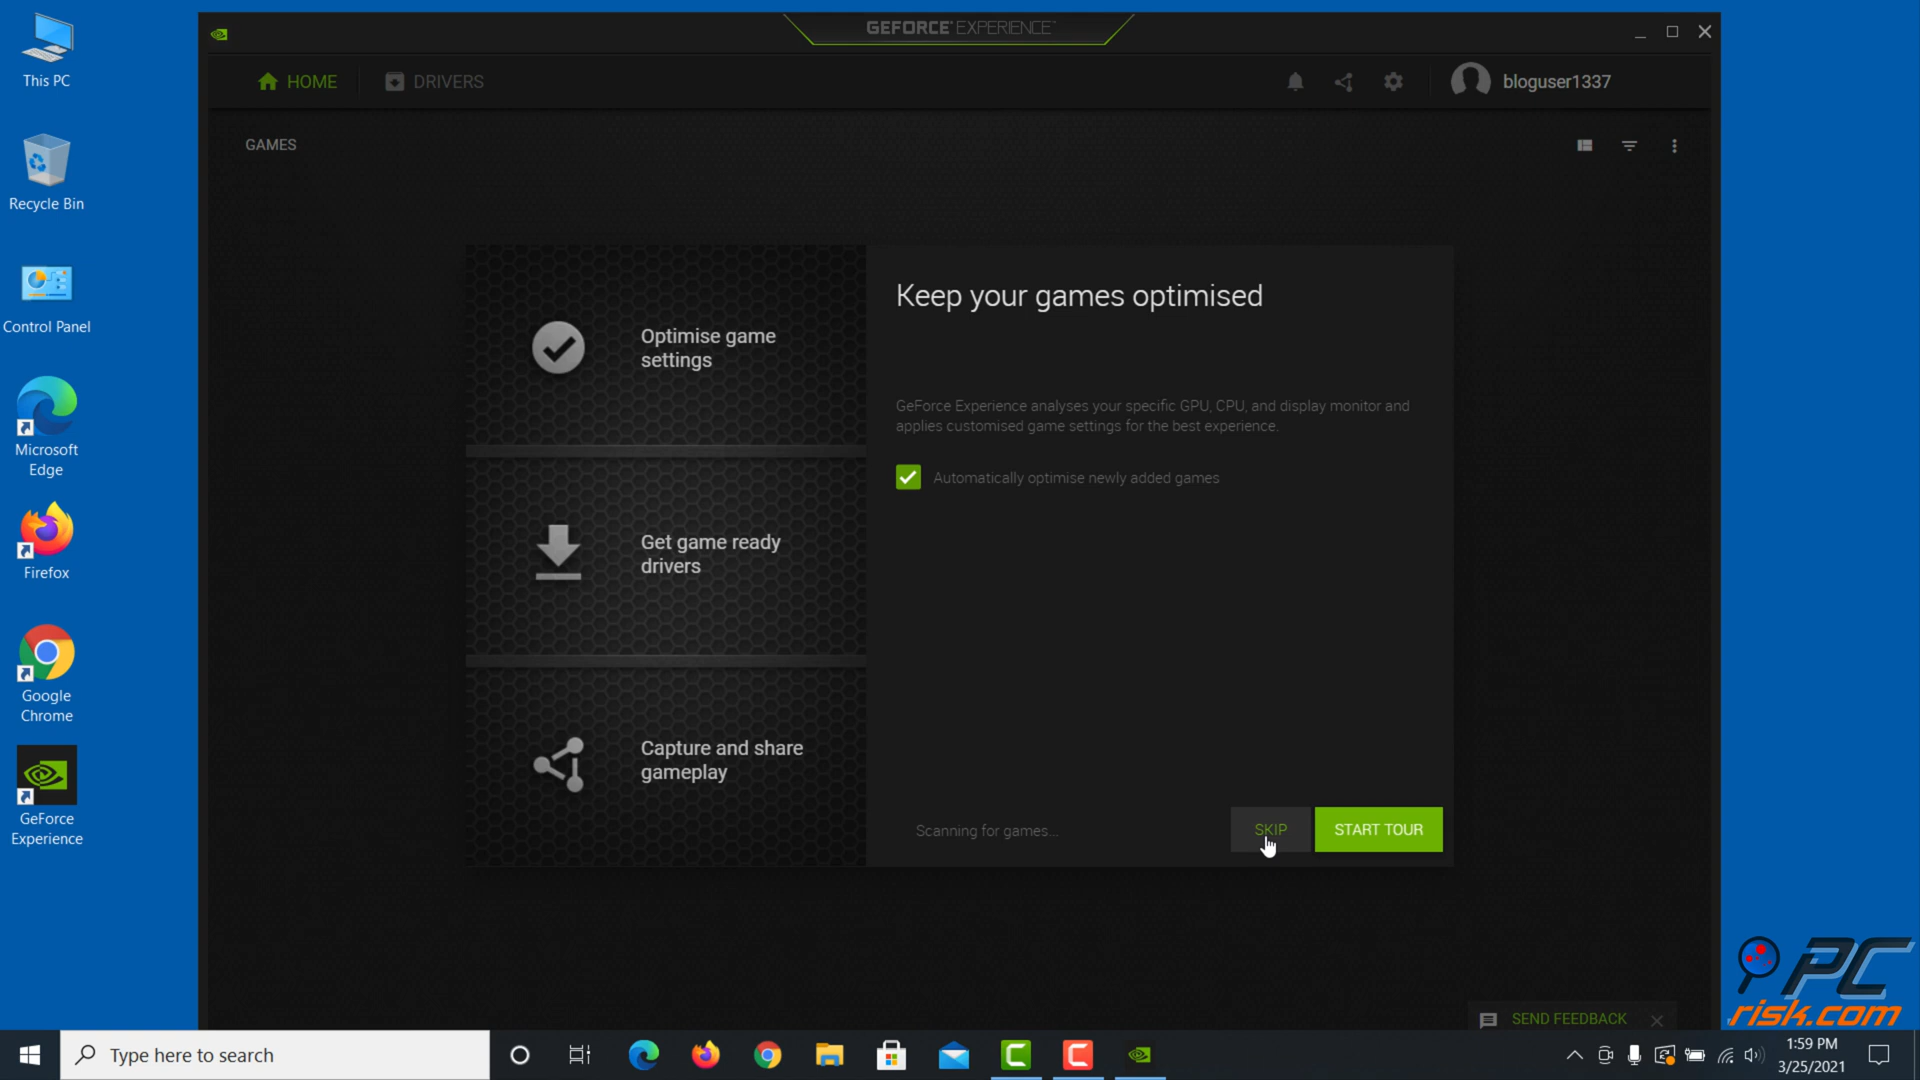 This PC
Recycle Bin
Control Panel
Microsoft
Edge
Firefox
Google
Chrome
GeForce
Experience
GEFORCE® EXPERIENCE™
HOME
DRIVERS
bloguser1337
GAMES
Optimise game
settings
Get game ready
drivers
Capture and share
gameplay
Keep your games optimised
GeForce Experience analyses your specific GPU, CPU, and display monitor and
applies customised game settings for the best experience.
Automatically optimise newly added games
Scanning for games...
SKIP
START TOUR
SEND FEEDBACK
PC
risk.com
Type here to search
1:59 PM
3/25/2021